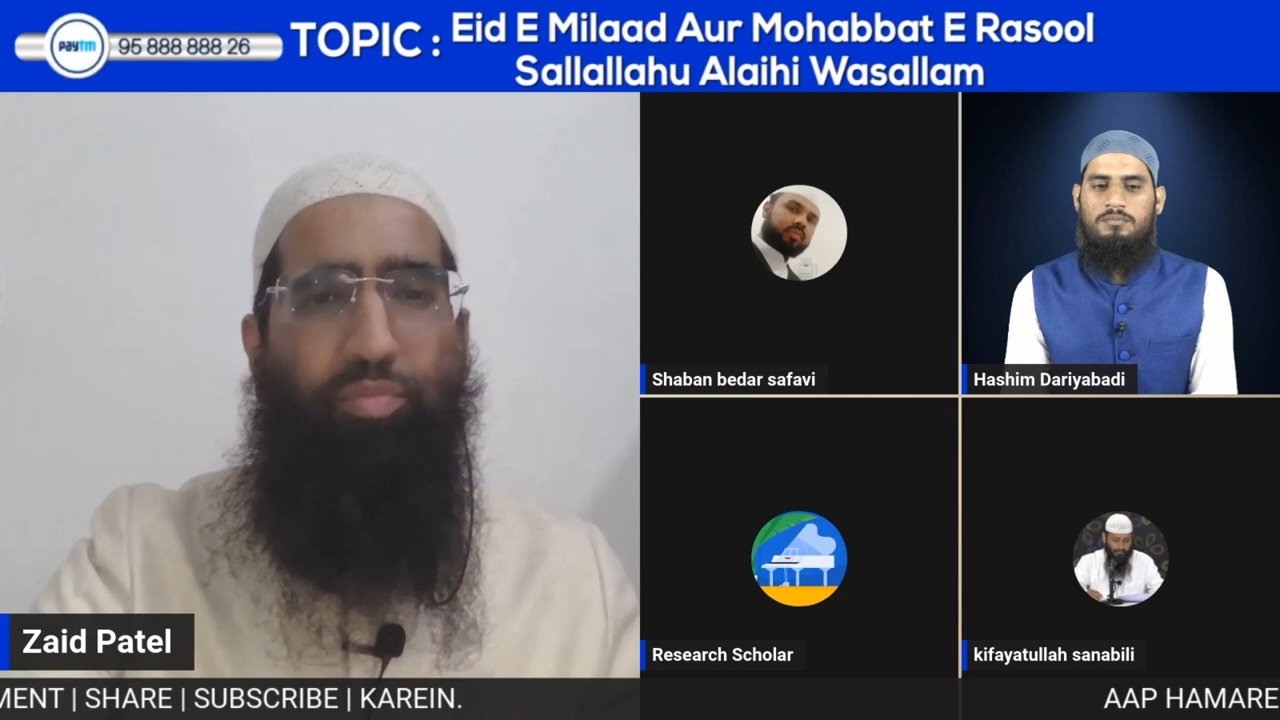 paytm 95 888 888 26
TOPIC : Eid E Milaad Aur Mohabbat E Rasool
Sallallahu Alaihi Wasallam
Shaban bedar safavi
Hashim Dariyabadi
Zaid Patel
Research Scholar
kifayatullah sanabili
MENT | SHARE | SUBSCRIBE | KAREIN.
AAP HAMARE